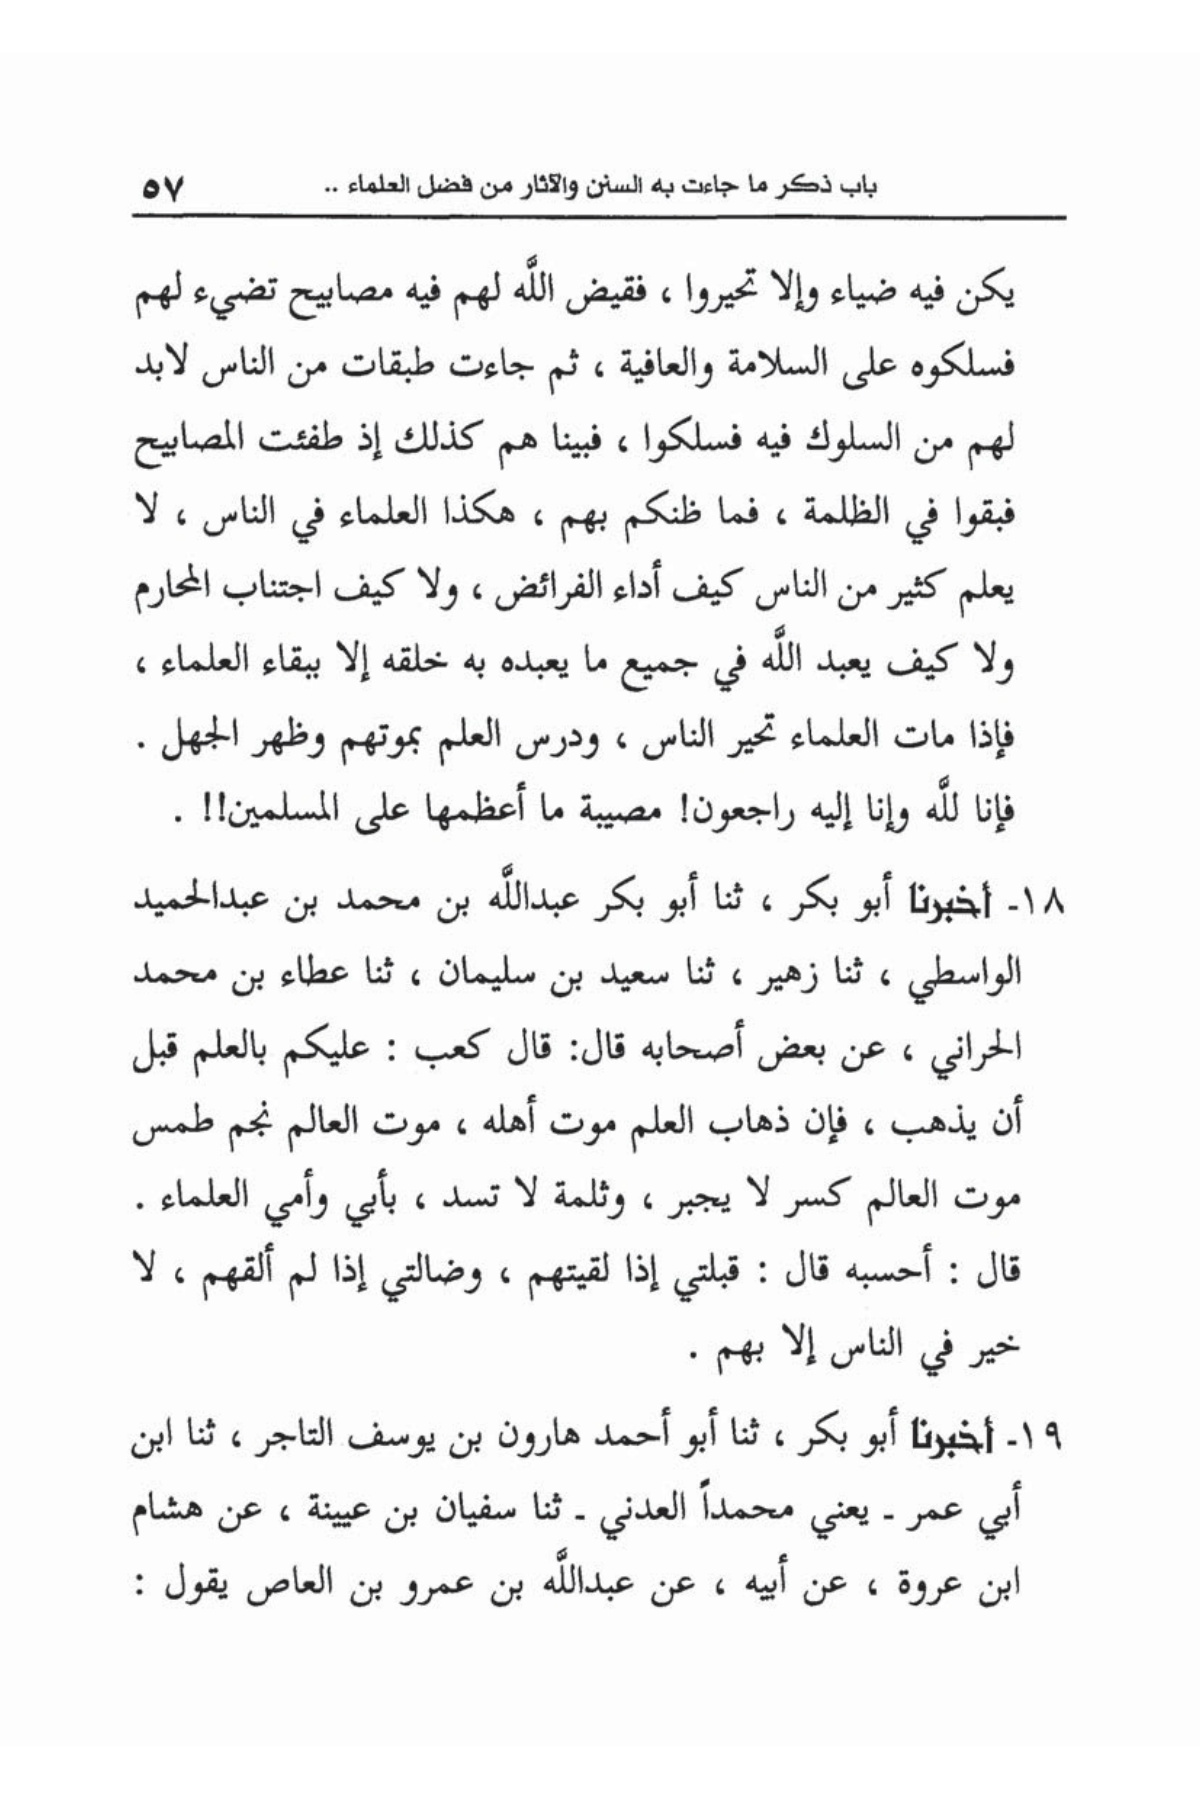 باب ذكر ما جاءت به السنن والآثار من فضل العلماء .. ٥٧
يكن فيه ضياء وإلا تحيروا ، فقيض اللَّه لهم فيه مصابيح تضيء لهم
فسلكوه على السلامة والعافية ، ثم جاءت طبقات من الناس لابد
لهم من السلوك فيه فسلكوا ، فبينا هم كذلك إذ طفئت المصابيح
فبقوا في الظلمة ، فما ظنكم بهم ، هكذا العلماء في الناس ، لا
يعلم كثير من الناس كيف أداء الفرائض ، ولا كيف اجتناب المحارم
ولا كيف يعبد اللَّه في جميع ما يعبده به خلقه إلا ببقاء العلماء ،
فإذا مات العلماء تحير الناس ، ودرس العلم بموتهم وظهر الجهل .
فإنا للَّه وإنا إليه راجعون! مصيبة ما أعظمها على المسلمين!! .
١٨- أخبرنا أبو بكر ، ثنا أبو بكر عبداللَّه بن محمد بن عبدالحميد
الواسطي ، ثنا زهير ، ثنا سعيد بن سليمان ، ثنا عطاء بن محمد
الحراني ، عن بعض أصحابه قال: قال كعب : عليكم بالعلم قبل
أن يذهب ، فإن ذهاب العلم موت أهله ، موت العالم نجم طمس
موت العالم كسر لا يجبر ، وثلمة لا تسد ، بأبي وأمي العلماء .
قال : أحسبه قال : قبلتي إذا لقيتهم ، وضالتي إذا لم ألقهم ، لا
خير في الناس إلا بهم .
١٩- أخبرنا أبو بكر ، ثنا أبو أحمد هارون بن يوسف التاجر ، ثنا ابن
أبي عمر - يعني محمداً العدني - ثنا سفيان بن عيينة ، عن هشام
ابن عروة ، عن أبيه ، عن عبداللَّه بن عمرو بن العاص يقول :